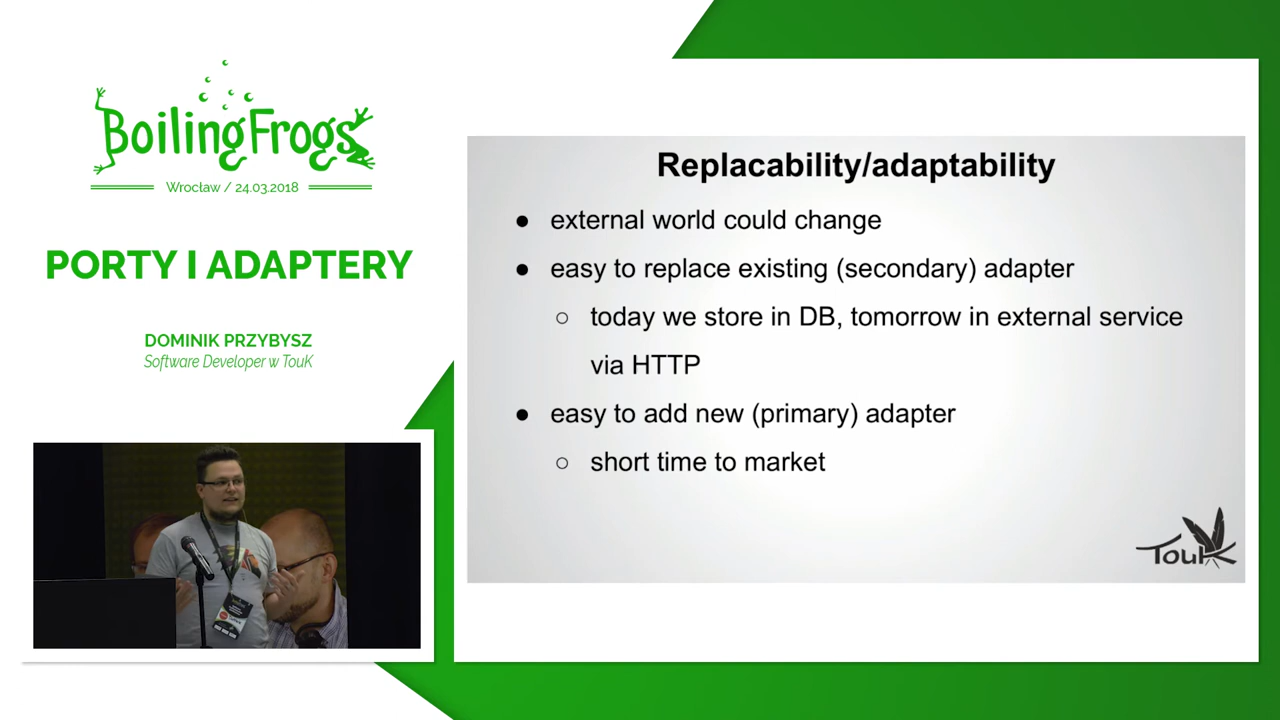 BoilingFrogs
Wrocław / 24.03.2018
PORTY I ADAPTERY
DOMINIK PRZYBYSZ
Software Developer w TouK
Replacability/adaptability
● external world could change
● easy to replace existing (secondary) adapter
○ today we store in DB, tomorrow in external service
via HTTP
● easy to add new (primary) adapter
○ short time to market
TouK